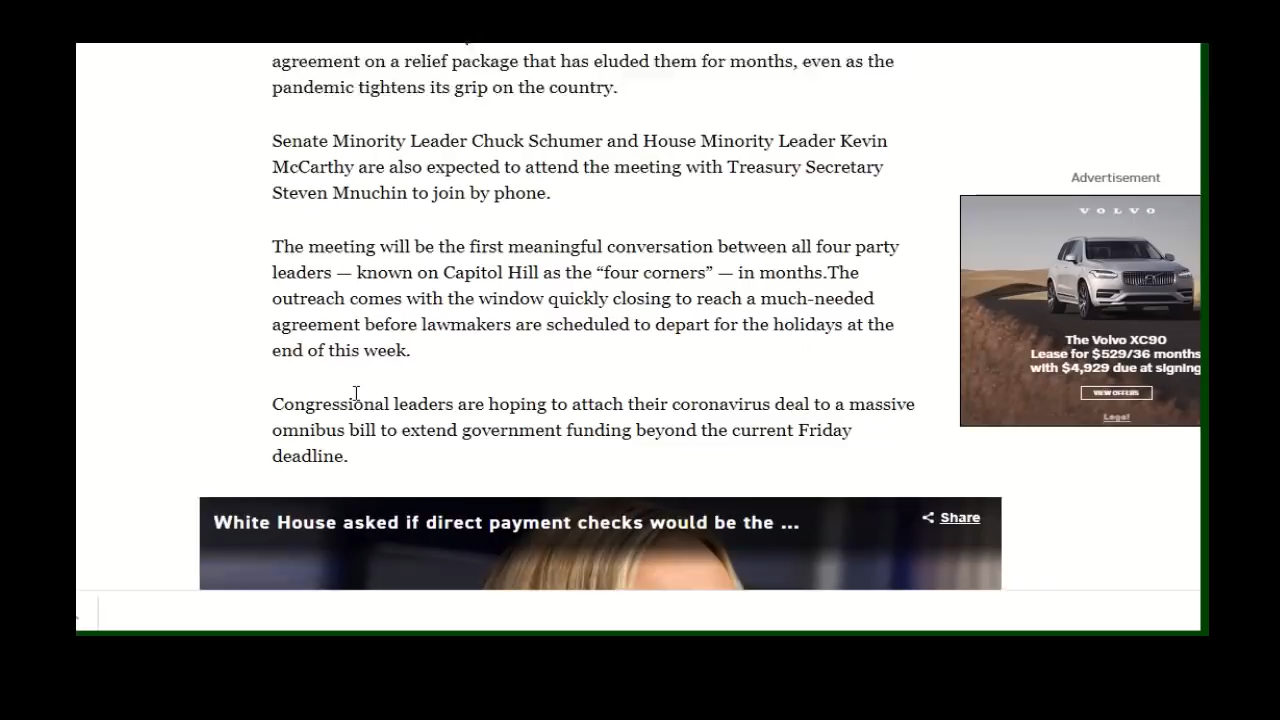 agreement on a relief package that has eluded them for months, even as the
pandemic tightens its grip on the country.
Senate Minority Leader Chuck Schumer and House Minority Leader Kevin
McCarthy are also expected to attend the meeting with Treasury Secretary
Steven Mnuchin to join by phone.
The meeting will be the first meaningful conversation between all four party
leaders — known on Capitol Hill as the “four corners” — in months.The
outreach comes with the window quickly closing to reach a much-needed
agreement before lawmakers are scheduled to depart for the holidays at the
end of this week.
Congressional leaders are hoping to attach their coronavirus deal to a massive
omnibus bill to extend government funding beyond the current Friday
deadline.
White House asked if direct payment checks would be the ...
Share
Advertisement
VOLVO
The Volvo XC90
Lease for $529/36 months
with $4,929 due at signing
VIEW OFFERS
Legal